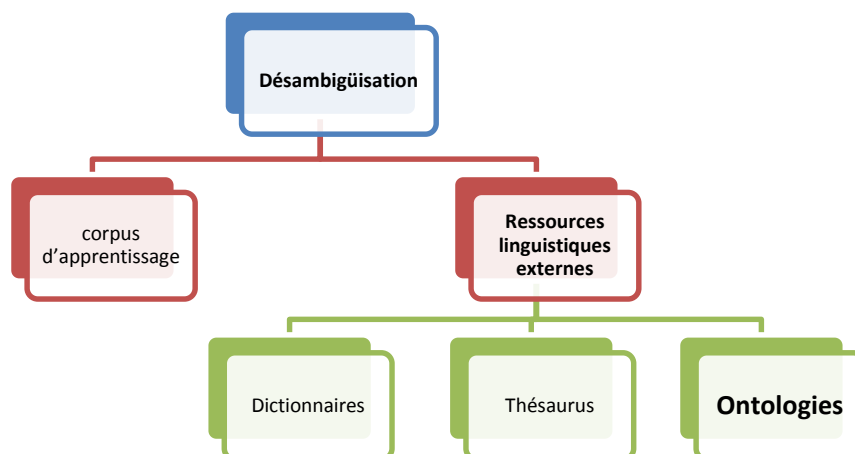 Désambigüisation
corpus
d’apprentissage
Ressources
linguistiques
externes
Dictionnaires
Thésaurus
Ontologies